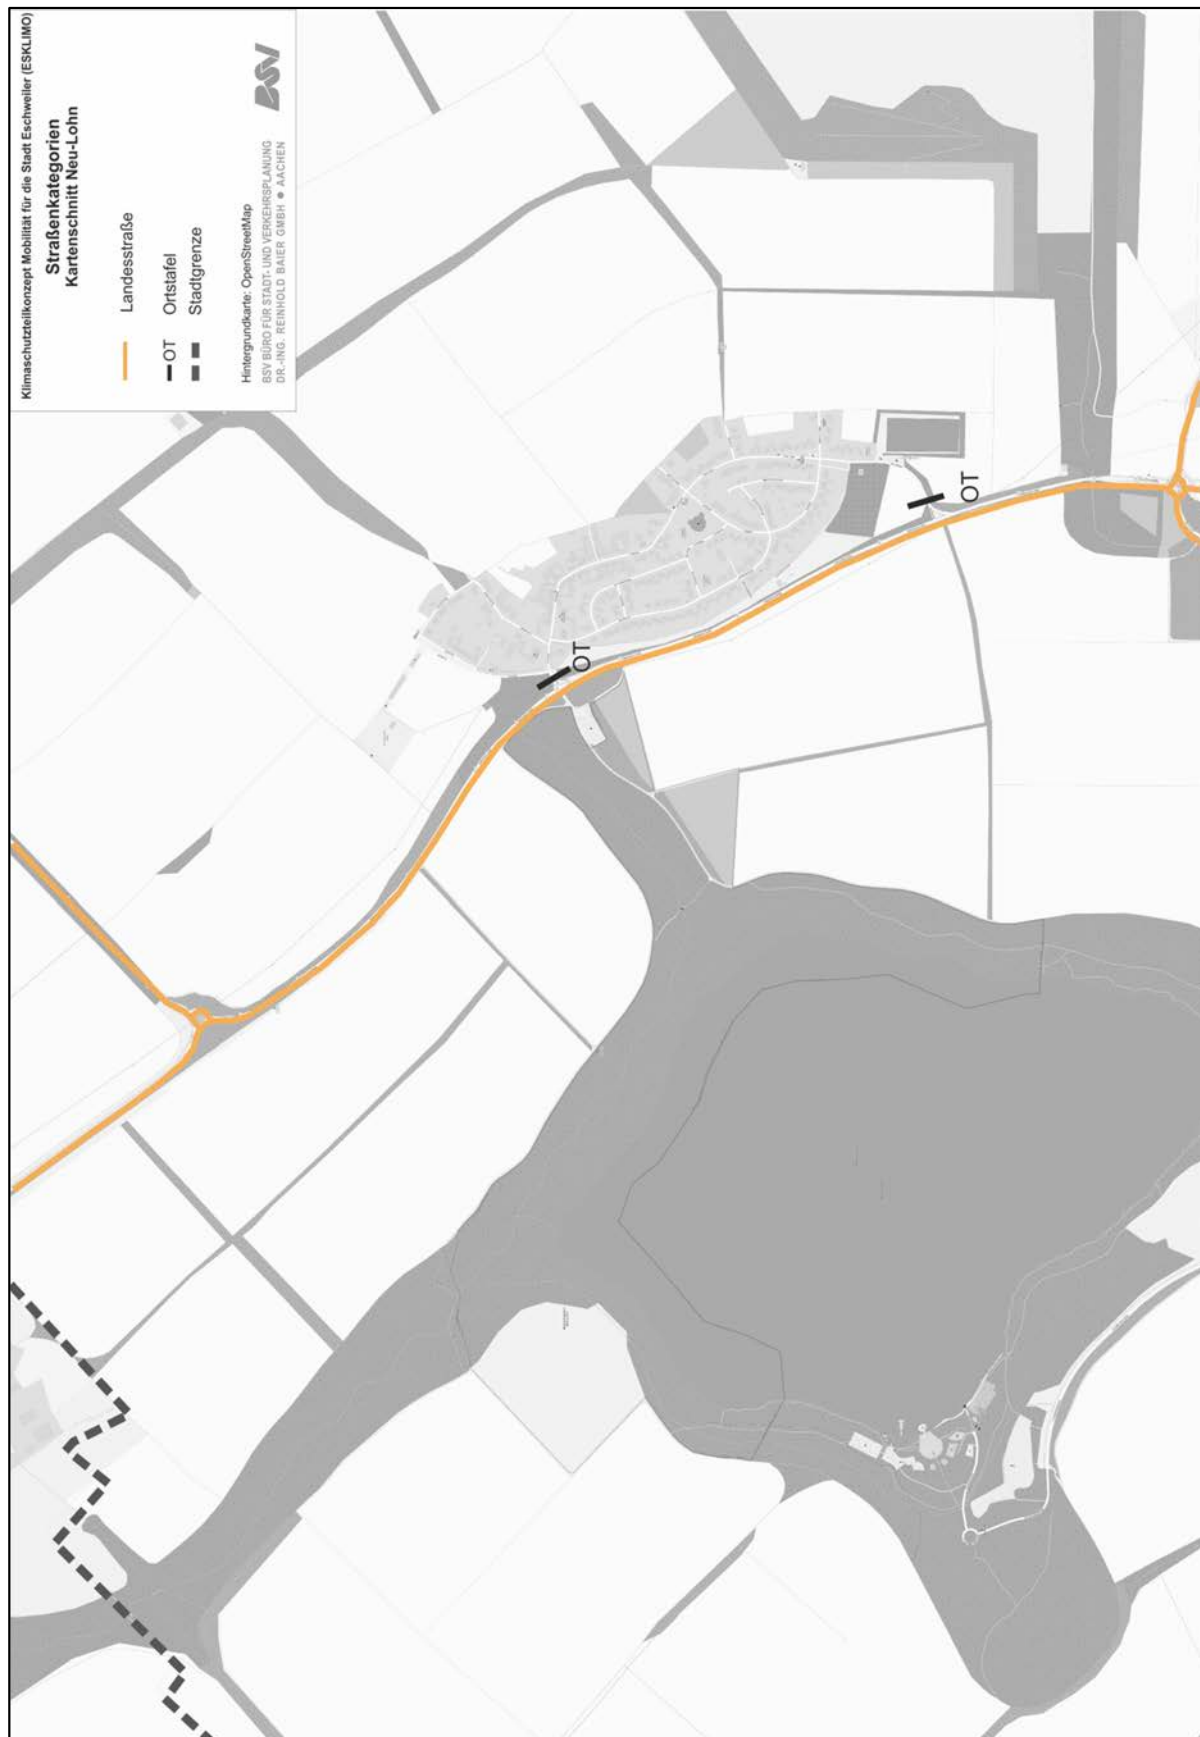 Klimaschutzteilkonzept Mobilität für die Stadt Eschweiler (ESKLIMO)
Straßenkategorien
Kartenschnitt Neu-Lohn
Landesstraße
OT Ortstafel
Stadtgrenze
Hintergrundkarte: OpenStreetMap
BSV BÜRO FÜR STADT- UND VERKEHRSPLANUNG
DR.-ING. REINHOLD BAIER GMBH ● AACHEN
BSV
OT
OT